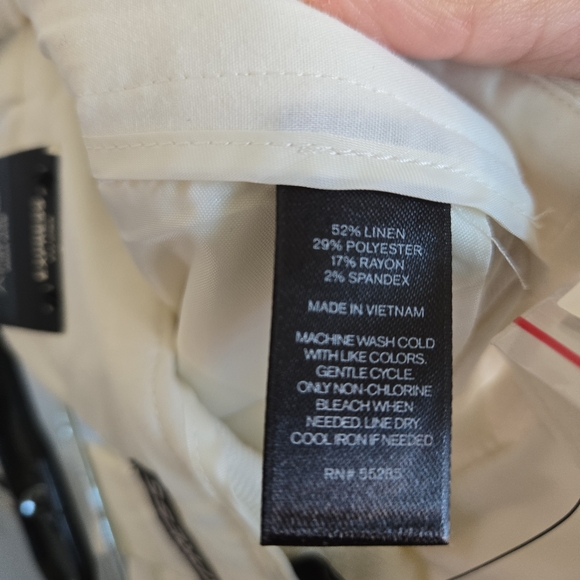 52% LINEN
29% POLYESTER
17% RAYON
2% SPANDEX
MADE IN VIETNAM
MACHINE WASH COLD
WITH LIKE COLORS.
GENTLE CYCLE.
ONLY NON-CHLORINE
BLEACH WHEN
NEEDED. LINE DRY.
COOL IRON IF NEEDED.
RN# 55285